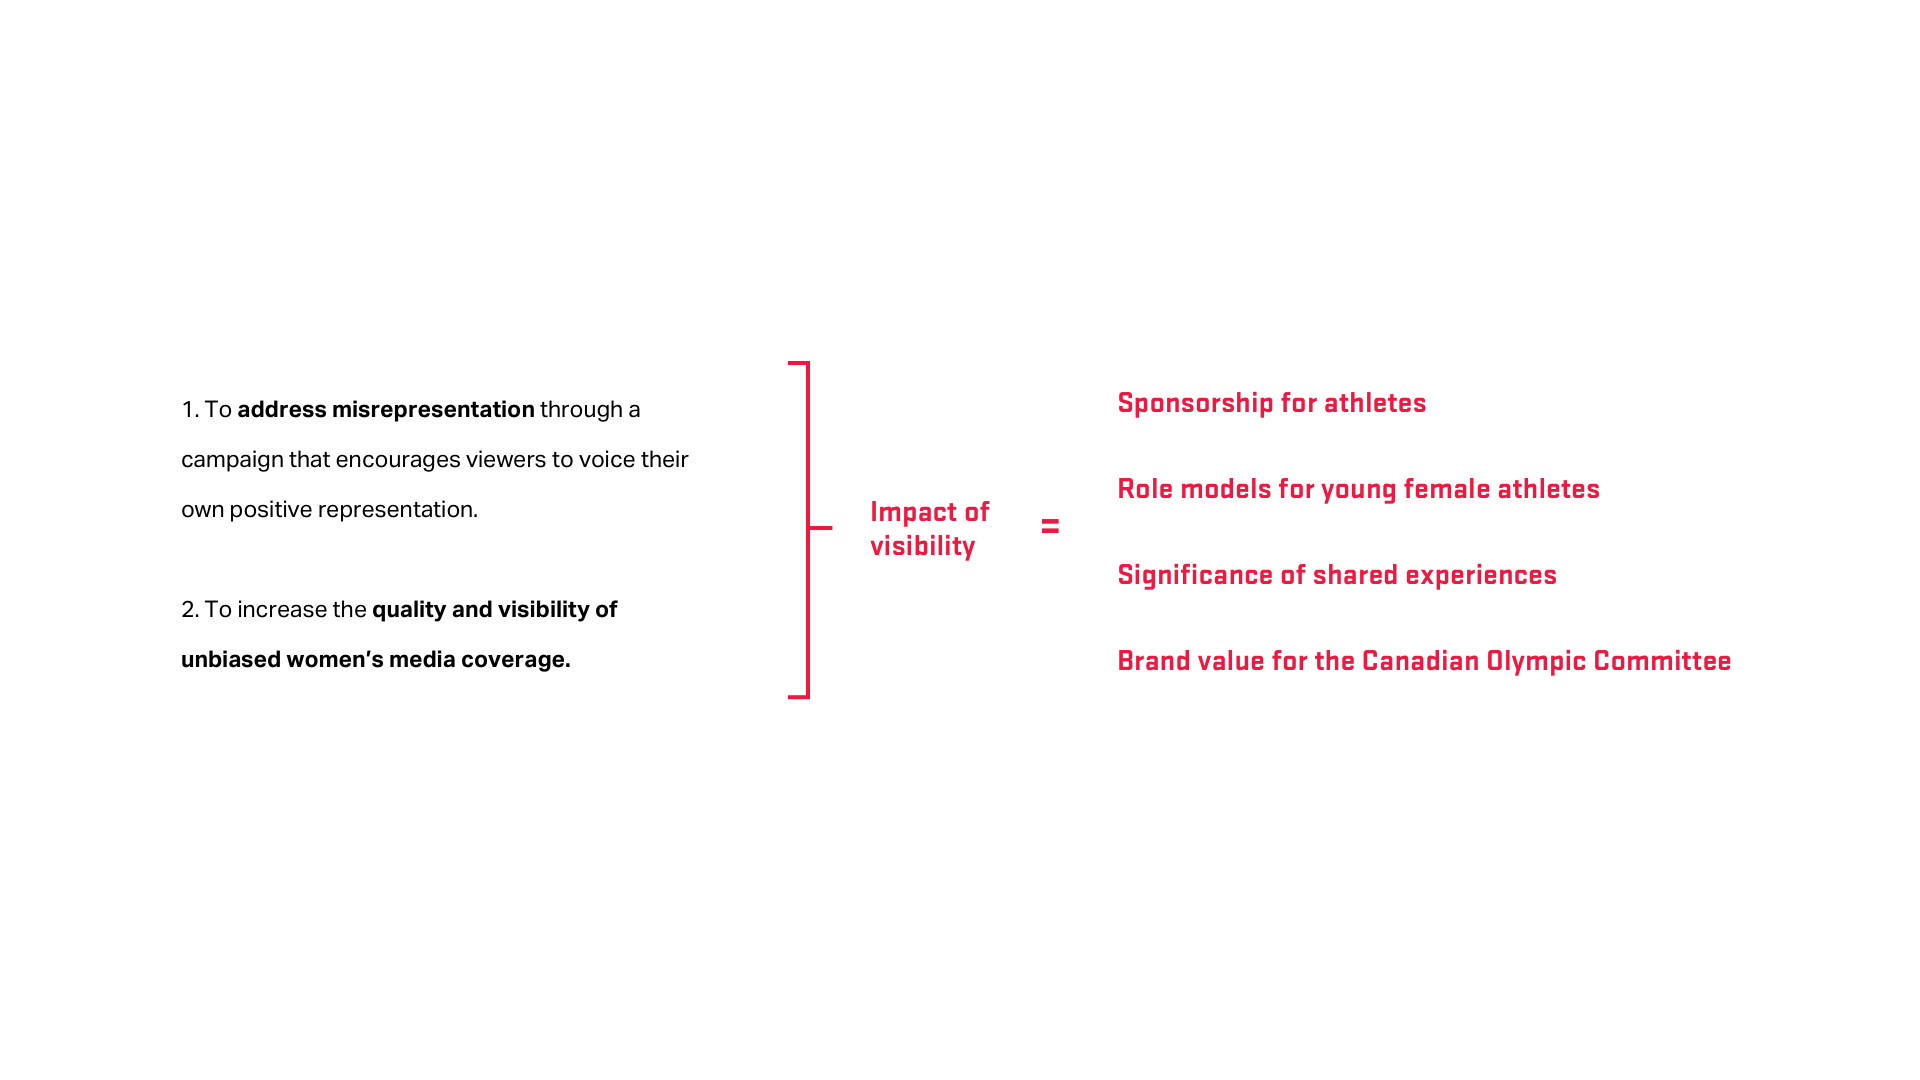 1. To address misrepresentation through a
campaign that encourages viewers to voice their
own positive representation.
2. To increase the quality and visibility of
unbiased women’s media coverage.
Impact of
visibility
=
Sponsorship for athletes
Role models for young female athletes
Significance of shared experiences
Brand value for the Canadian Olympic Committee